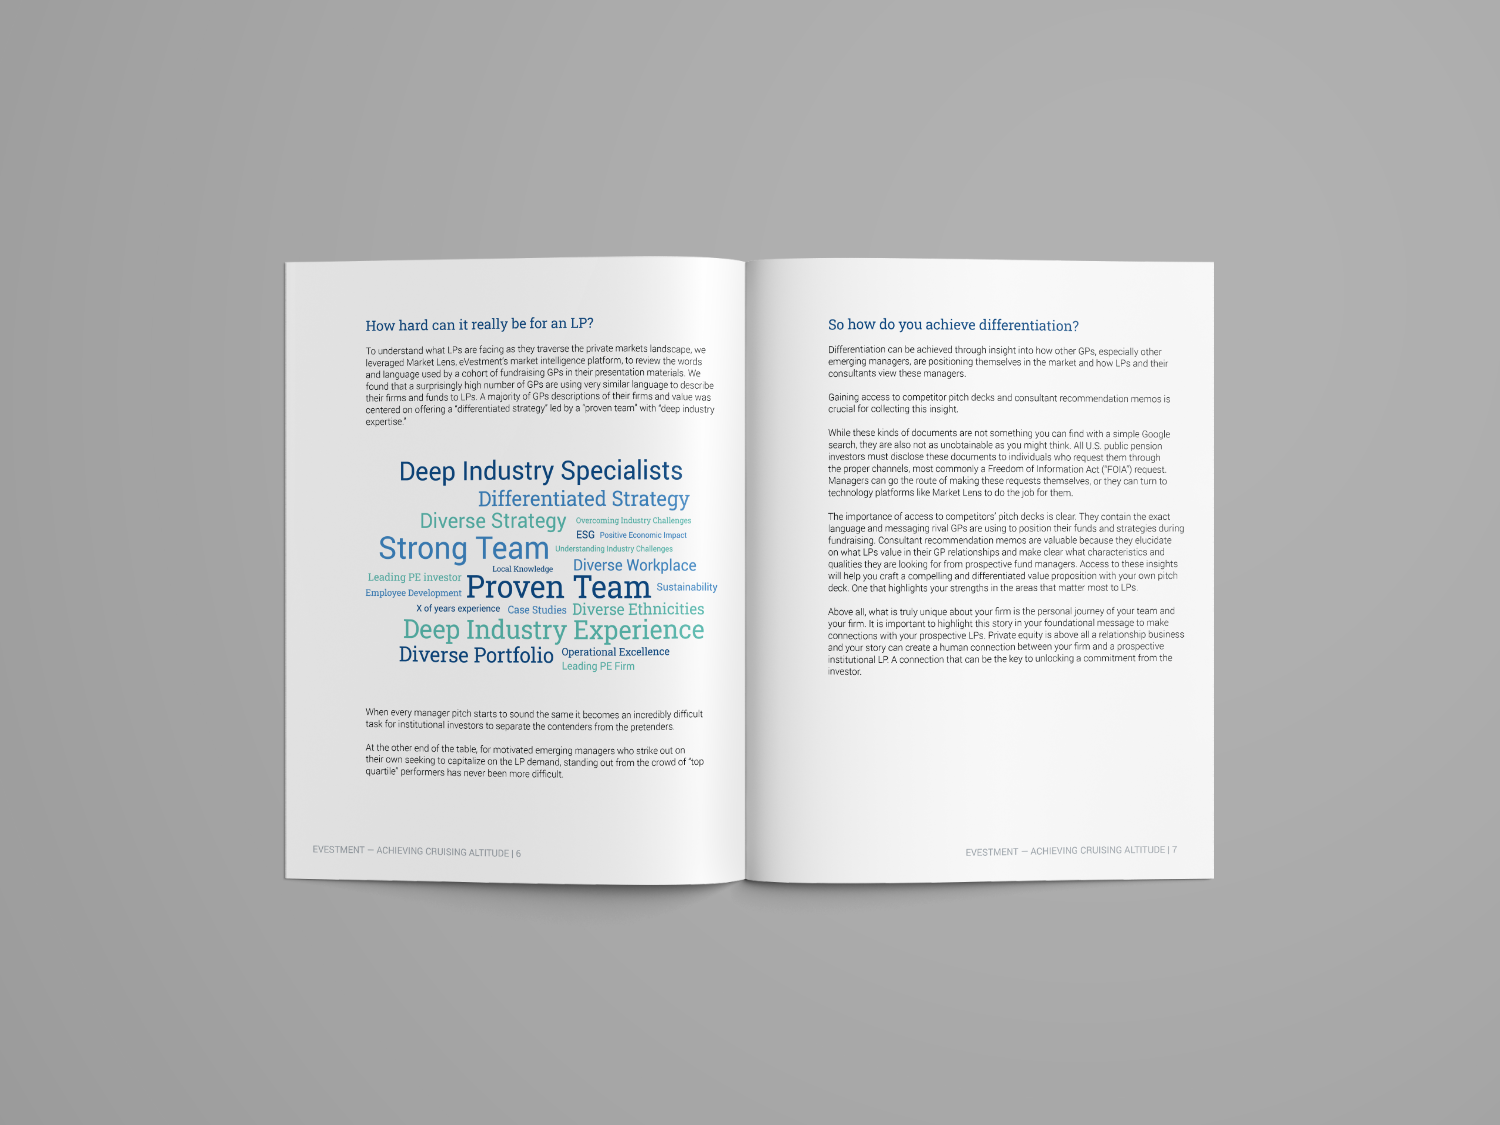 How hard can it really be for an LP?
To understand what LPs are facing as they traverse the private markets landscape, we
leveraged Market Lens, eVestment's market intelligence platform, to review the words
and language used by a cohort of fundraising GPs in their presentation materials. We
found that a surprisingly high number of GPs are using very similar language to describe
their firms and funds to LPs. A majority of GPs descriptions of their firms and value was
centered on offering a "differentiated strategy" led by a "proven team" with "deep industry
expertise."
Deep Industry Specialists
Differentiated Strategy
Diverse Strategy Overcoming Industry Challenges
ESG Positive Economic Impact
Strong Team Understanding Industry Challenges
Local Knowledge Diverse Workplace
Leading PE investor
Proven Team Sustainability
Employee Development
X of years experience Case Studies Diverse Ethnicities
Deep Industry Experience
Diverse Portfolio Operational Excellence
Leading PE Firm
When every manager pitch starts to sound the same it becomes an incredibly difficult
task for institutional investors to separate the contenders from the pretenders.
At the other end of the table, for motivated emerging managers who strike out on
their own seeking to capitalize on the LP demand, standing out from the crowd of "top
quartile" performers has never been more difficult.
EVESTMENT — ACHIEVING CRUISING ALTITUDE | 6
So how do you achieve differentiation?
Differentiation can be achieved through insight into how other GPs, especially other
emerging managers, are positioning themselves in the market and how LPs and their
consultants view these managers.
Gaining access to competitor pitch decks and consultant recommendation memos is
crucial for collecting this insight.
While these kinds of documents are not something you can find with a simple Google
search, they are also not as unobtainable as you might think. All U.S. public pension
investors must disclose these documents to individuals who request them through
the proper channels, most commonly a Freedom of Information Act ("FOIA") request.
Managers can go the route of making these requests themselves, or they can turn to
technology platforms like Market Lens to do the job for them.
The importance of access to competitors' pitch decks is clear. They contain the exact
language and messaging rival GPs are using to position their funds and strategies during
fundraising. Consultant recommendation memos are valuable because they elucidate
on what LPs value in their GP relationships and make clear what characteristics and
qualities they are looking for from prospective fund managers. Access to these insights
will help you craft a compelling and differentiated value proposition with your own pitch
deck. One that highlights your strengths in the areas that matter most to LPs.
Above all, what is truly unique about your firm is the personal journey of your team and
your firm. It is important to highlight this story in your foundational message to make
connections with your prospective LPs. Private equity is above all a relationship business
and your story can create a human connection between your firm and a prospective
institutional LP. A connection that can be the key to unlocking a commitment from the
investor.
EVESTMENT — ACHIEVING CRUISING ALTITUDE | 7